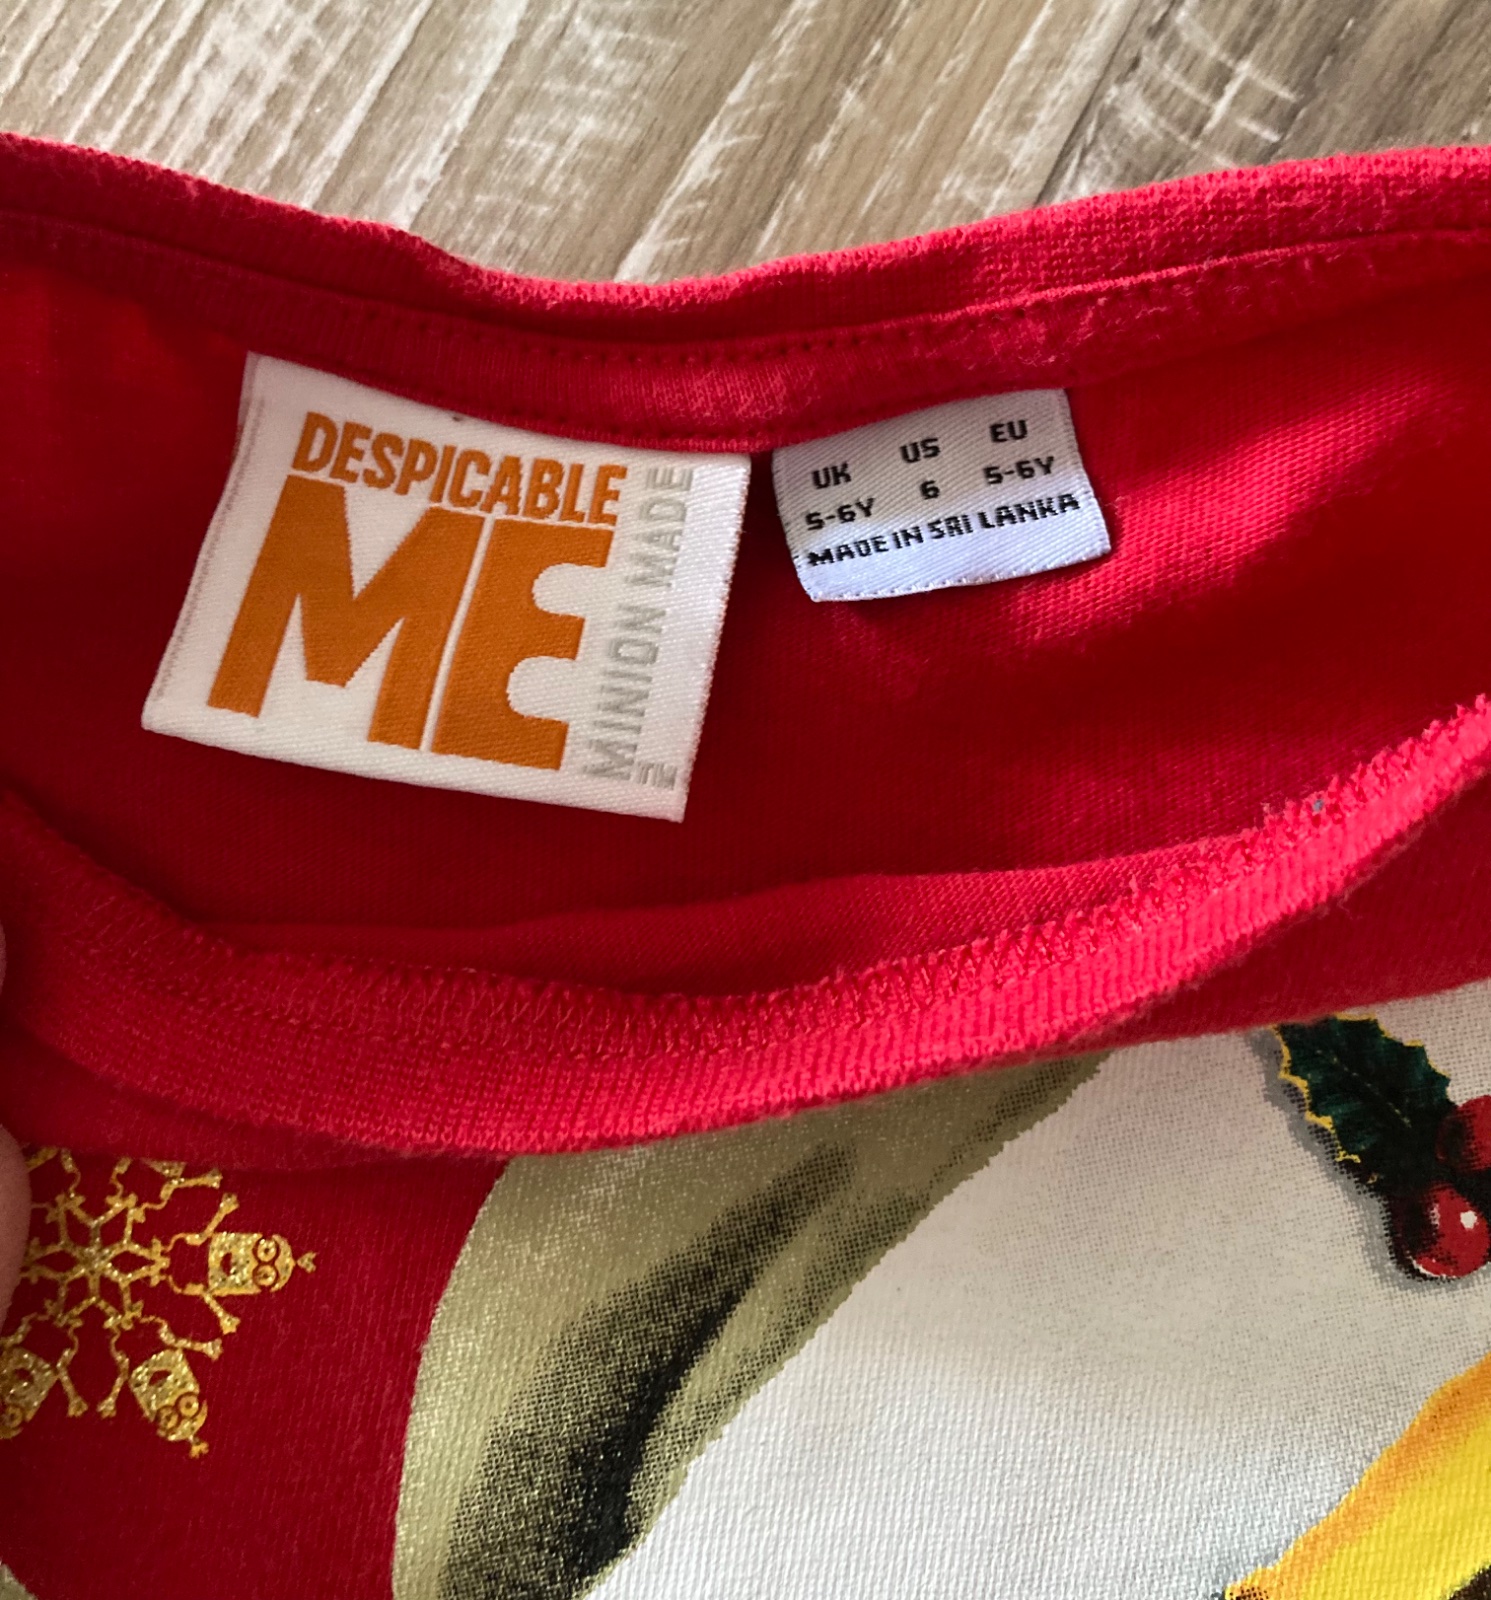 DESPICABLE
ME
MINION MADE
UK US EU
5-6Y 6 5-6Y
MADE IN SRI LANKA